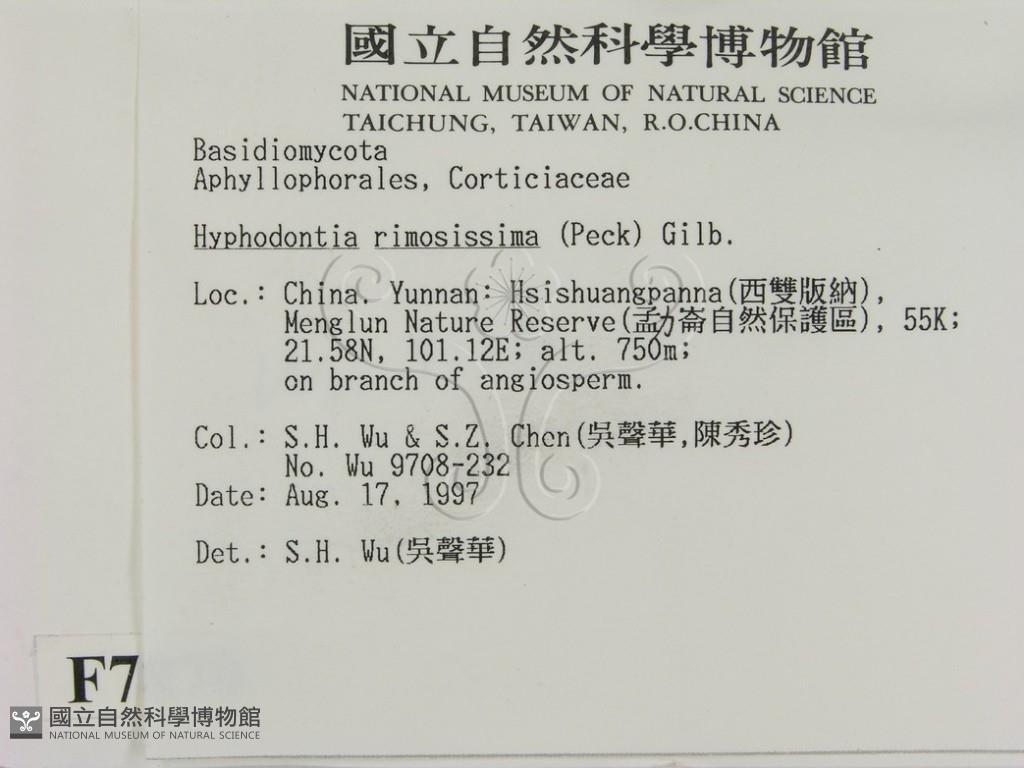 國立自然科學博物館
NATIONAL MUSEUM OF NATURAL SCIENCE
TAICHUNG, TAIWAN, R.O.CHINA
Basidiomycota
Aphyllophorales, Corticiaceae
Hyphodontia rimosissima (Peck) Gilb.
Loc.: China. Yunnan: Hsishuangpanna(西雙版納),
Menglun Nature Reserve(孟力崙自然保護區), 55K;
21.58N, 101.12E; alt. 750m;
on branch of angiosperm.
Col.: S.H. Wu & S.Z. Chen(吳聲華,陳秀珍)
No. Wu 9708-232
Date: Aug. 17, 1997
Det.: S.H. Wu(吳聲華)
F7
國立自然科學博物館
NATIONAL MUSEUM OF NATURAL SCIENCE